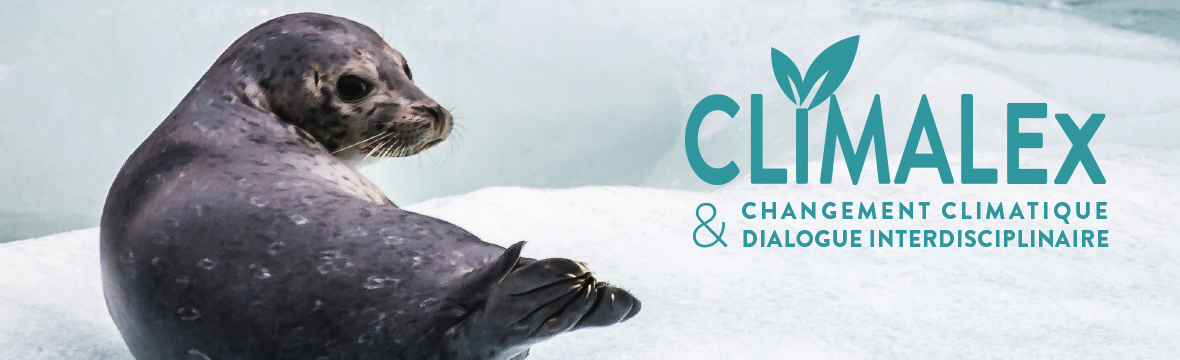 CLIMALEX
CHANGEMENT CLIMATIQUE
& DIALOGUE INTERDISCIPLINAIRE